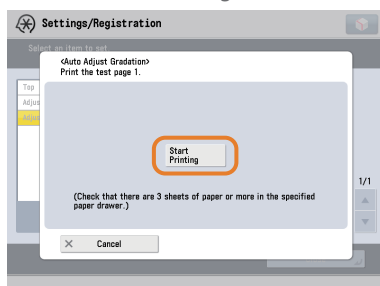 Settings/Registration
Select an item to set.
<Auto Adjust Gradation>
Print the test page 1.
Top
Adjus
Adjus
Start
Printing
1/1
(Check that there are 3 sheets of paper or more in the specified
paper drawer.)
Cancel